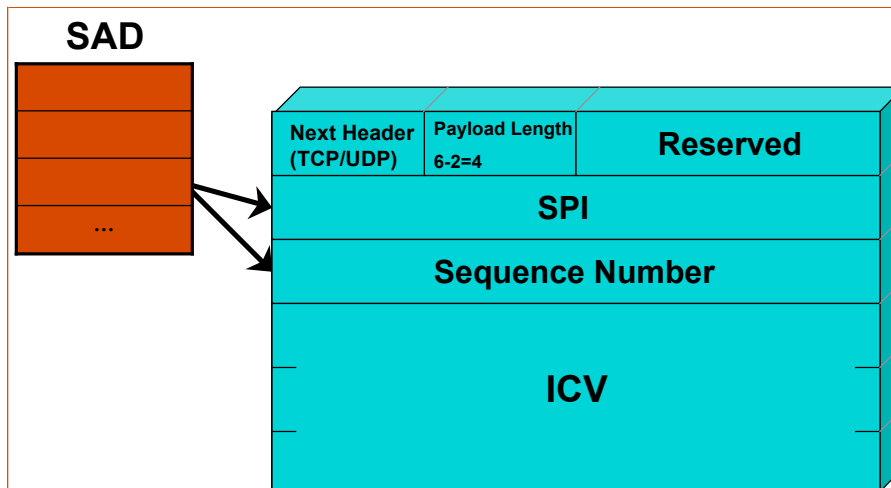 SAD
...
Next Header
(TCP/UDP)
Payload Length
6-2=4
Reserved
SPI
Sequence Number
ICV